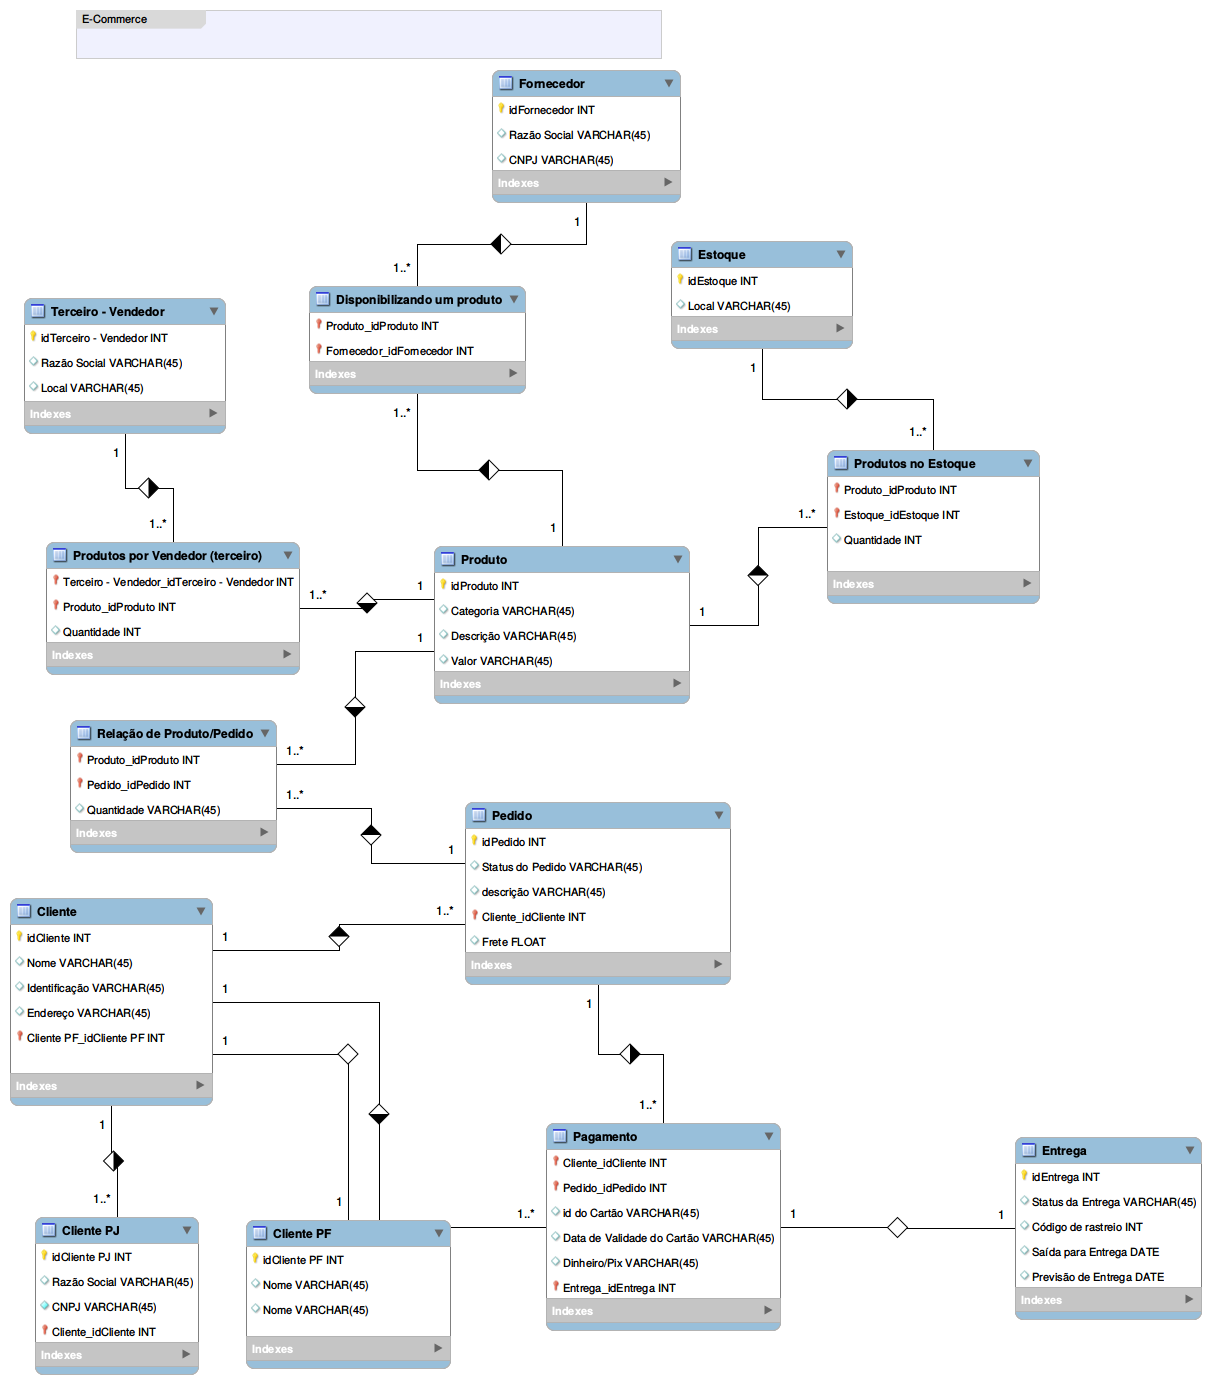 E-Commerce
Fornecedor
idFornecedor INT
Razão Social VARCHAR(45)
CNPJ VARCHAR(45)
Indexes
1
1..*
Estoque
idEstoque INT
Local VARCHAR(45)
Indexes
1
1..*
Disponibilizando um produto
Produto_idProduto INT
Fornecedor_idFornecedor INT
Indexes
1..*
1
Terceiro - Vendedor
idTerceiro - Vendedor INT
Razão Social VARCHAR(45)
Local VARCHAR(45)
Indexes
1
1..*
Produtos no Estoque
Produto_idProduto INT
Estoque_idEstoque INT
Quantidade INT
Indexes
1..*
1
Produtos por Vendedor (terceiro)
Terceiro - Vendedor_idTerceiro - Vendedor INT
Produto_idProduto INT
Quantidade INT
Indexes
1..*
1
Produto
idProduto INT
Categoria VARCHAR(45)
Descrição VARCHAR(45)
Valor VARCHAR(45)
Indexes
1
1..*
Relação de Produto/Pedido
Produto_idProduto INT
Pedido_idPedido INT
Quantidade VARCHAR(45)
Indexes
1..*
1
Pedido
idPedido INT
Status do Pedido VARCHAR(45)
descrição VARCHAR(45)
Cliente_idCliente INT
Frete FLOAT
Indexes
1..*
1
Cliente
idCliente INT
Nome VARCHAR(45)
Identificação VARCHAR(45)
Endereço VARCHAR(45)
Cliente PF_idCliente PF INT
Indexes
1
1
1
1..*
1
1
1..*
Pagamento
Cliente_idCliente INT
Pedido_idPedido INT
id do Cartão VARCHAR(45)
Data de Validade do Cartão VARCHAR(45)
Dinheiro/Pix VARCHAR(45)
Entrega_idEntrega INT
Indexes
1..*
1
1
Entrega
idEntrega INT
Status da Entrega VARCHAR(45)
Código de rastreio INT
Saída para Entrega DATE
Previsão de Entrega DATE
Indexes
Cliente PJ
idCliente PJ INT
Razão Social VARCHAR(45)
CNPJ VARCHAR(45)
Cliente_idCliente INT
Indexes
Cliente PF
idCliente PF INT
Nome VARCHAR(45)
Nome VARCHAR(45)
Indexes